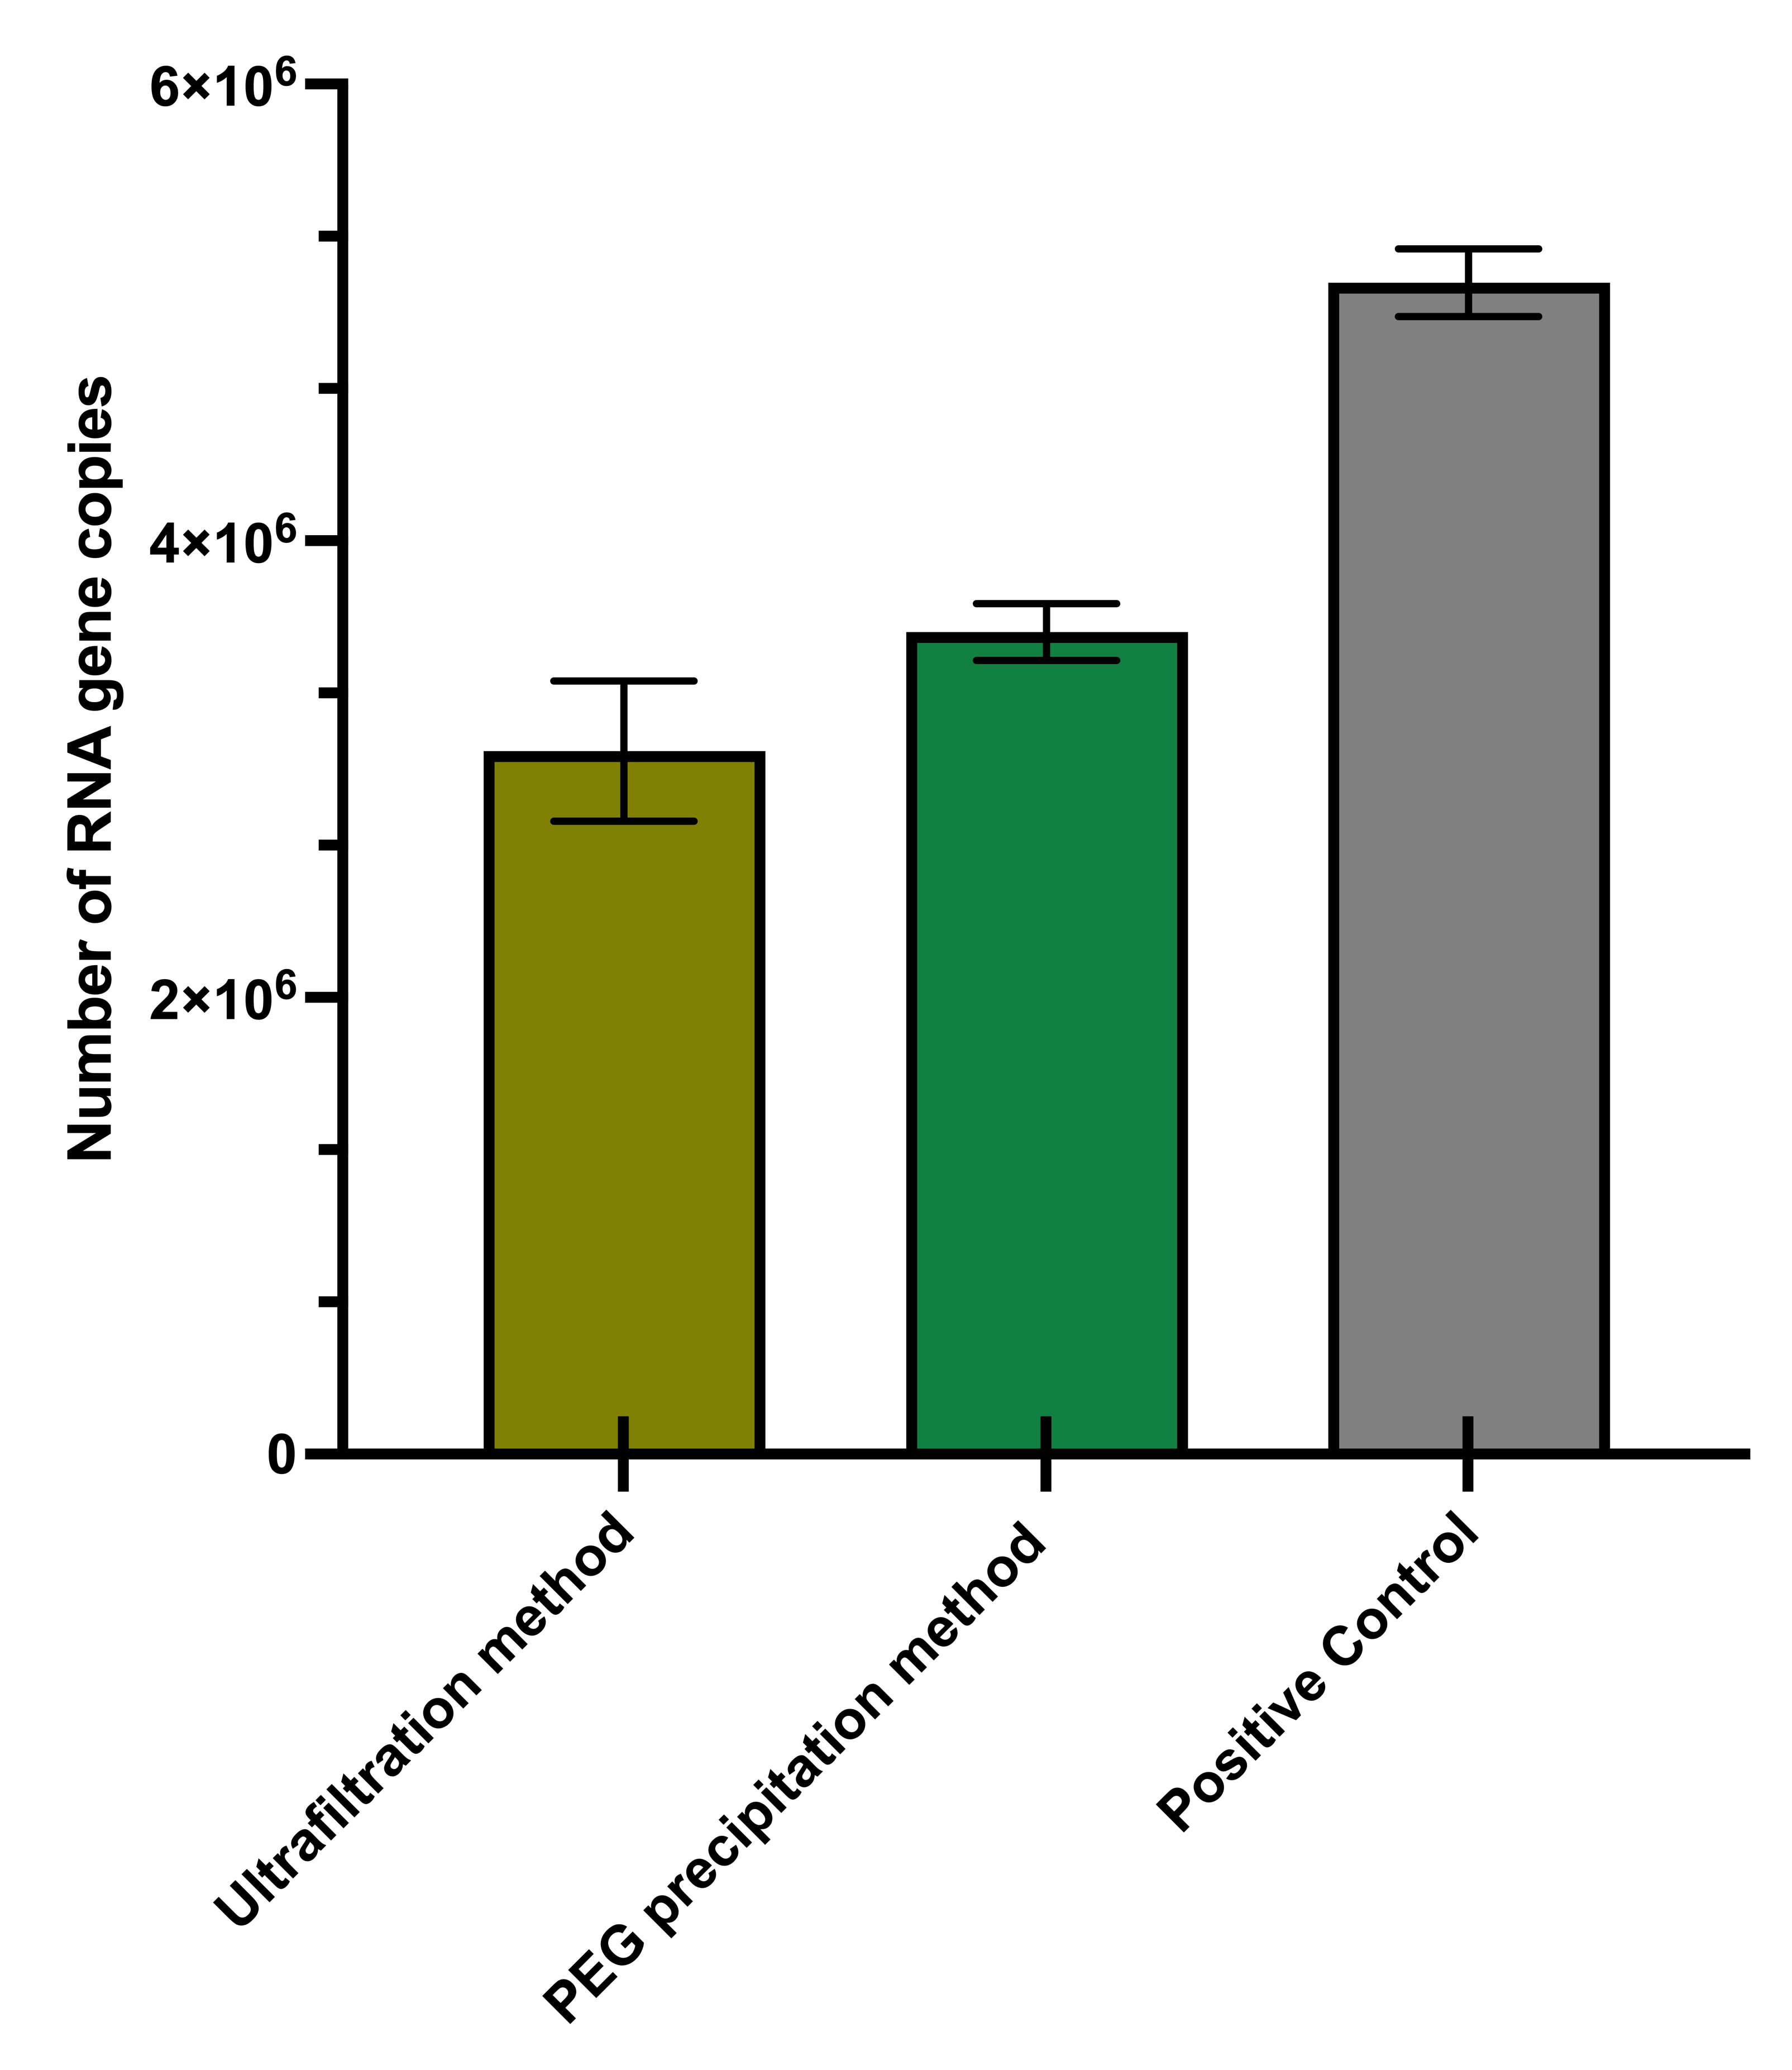 6×10⁶
4×10⁶
2×10⁶
0
Number of RNA gene copies
Ultrafiltration method
PEG precipitation method
Positive Control